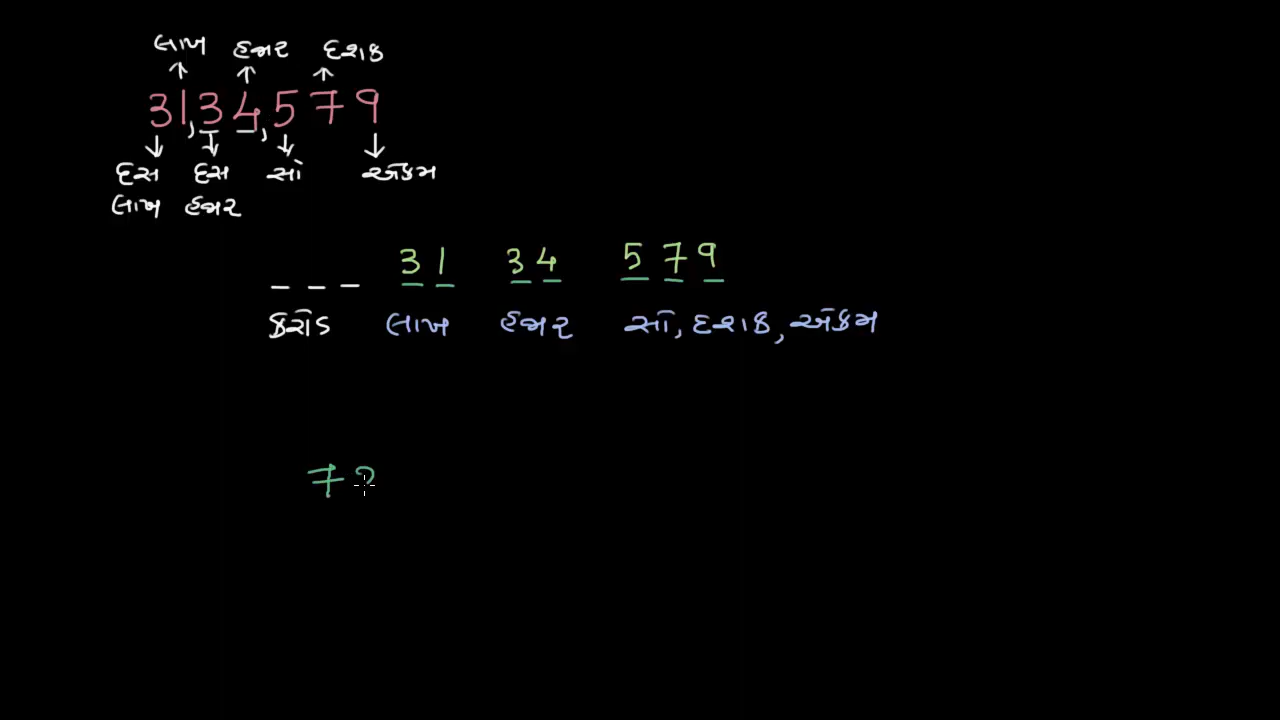 લાખ હજાર દશક
31,34,579
દસ દસ સો એકમ
લાખ હજાર
_ _ _ 31 34 579
કરોડ લાખ હજાર સો, દશક, એકમ
7